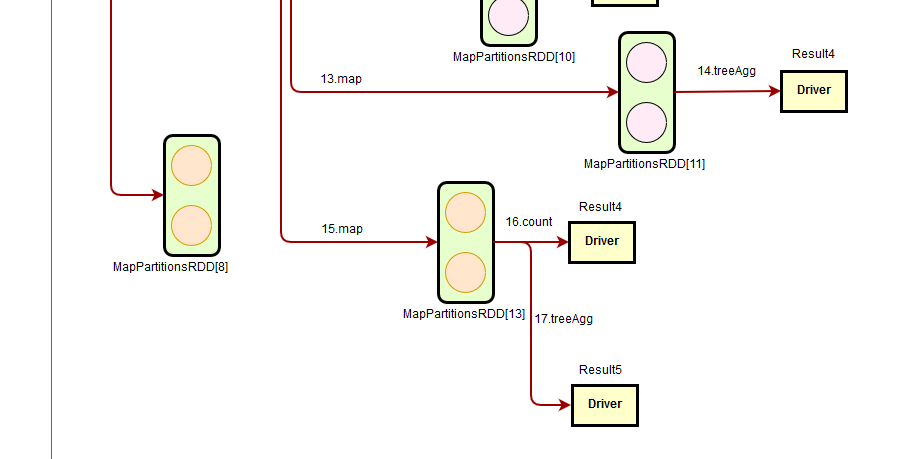 MapPartitionsRDD[10]
Result4
14.treeAgg
13.map
Driver
MapPartitionsRDD[11]
Result4
16.count
15.map
Driver
MapPartitionsRDD[8]
MapPartitionsRDD[13]
17.treeAgg
Result5
Driver